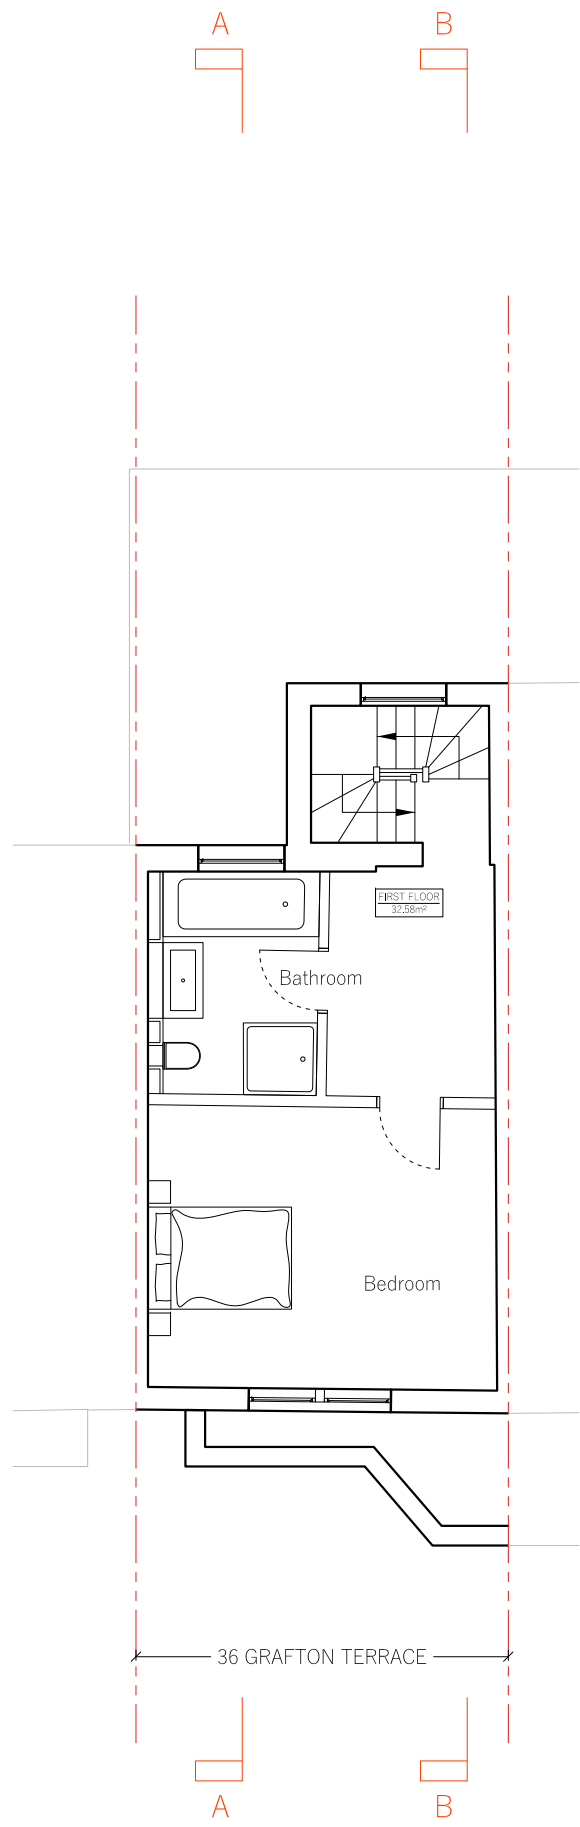 A B
FIRST FLOOR
32.58m²
Bathroom
Bedroom
36 GRAFTON TERRACE
A B